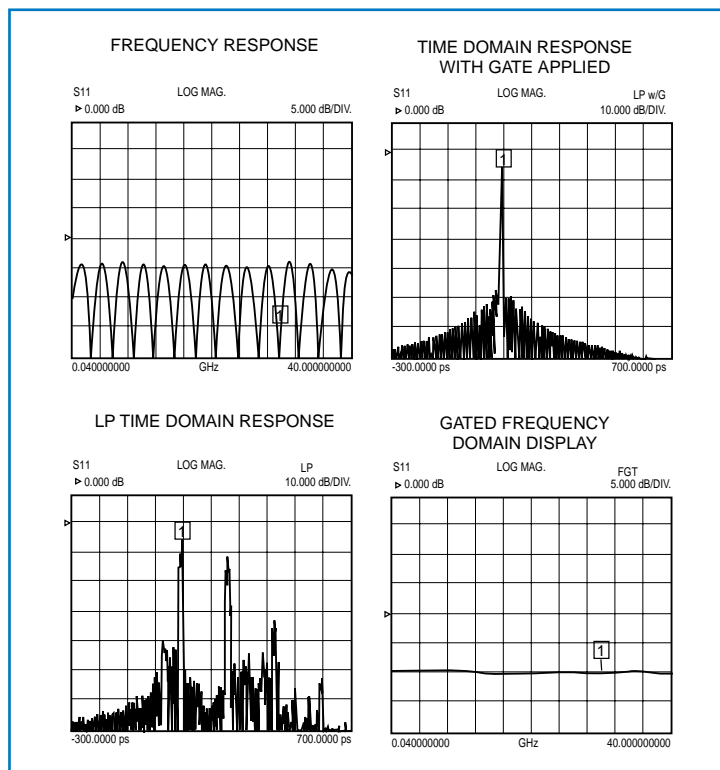 FREQUENCY RESPONSE
S11 LOG MAG.
0.000 dB 5.000 dB/DIV.
1
0.040000000 GHz 40.000000000
TIME DOMAIN RESPONSE
WITH GATE APPLIED
S11 LOG MAG. LP w/G
0.000 dB 10.000 dB/DIV.
1
-300.0000 ps 700.0000 ps
LP TIME DOMAIN RESPONSE
S11 LOG MAG. LP
0.000 dB 10.000 dB/DIV.
1
-300.0000 ps 700.0000 ps
GATED FREQUENCY
DOMAIN DISPLAY
S11 LOG MAG. FGT
0.000 dB 5.000 dB/DIV.
1
0.040000000 GHz 40.000000000